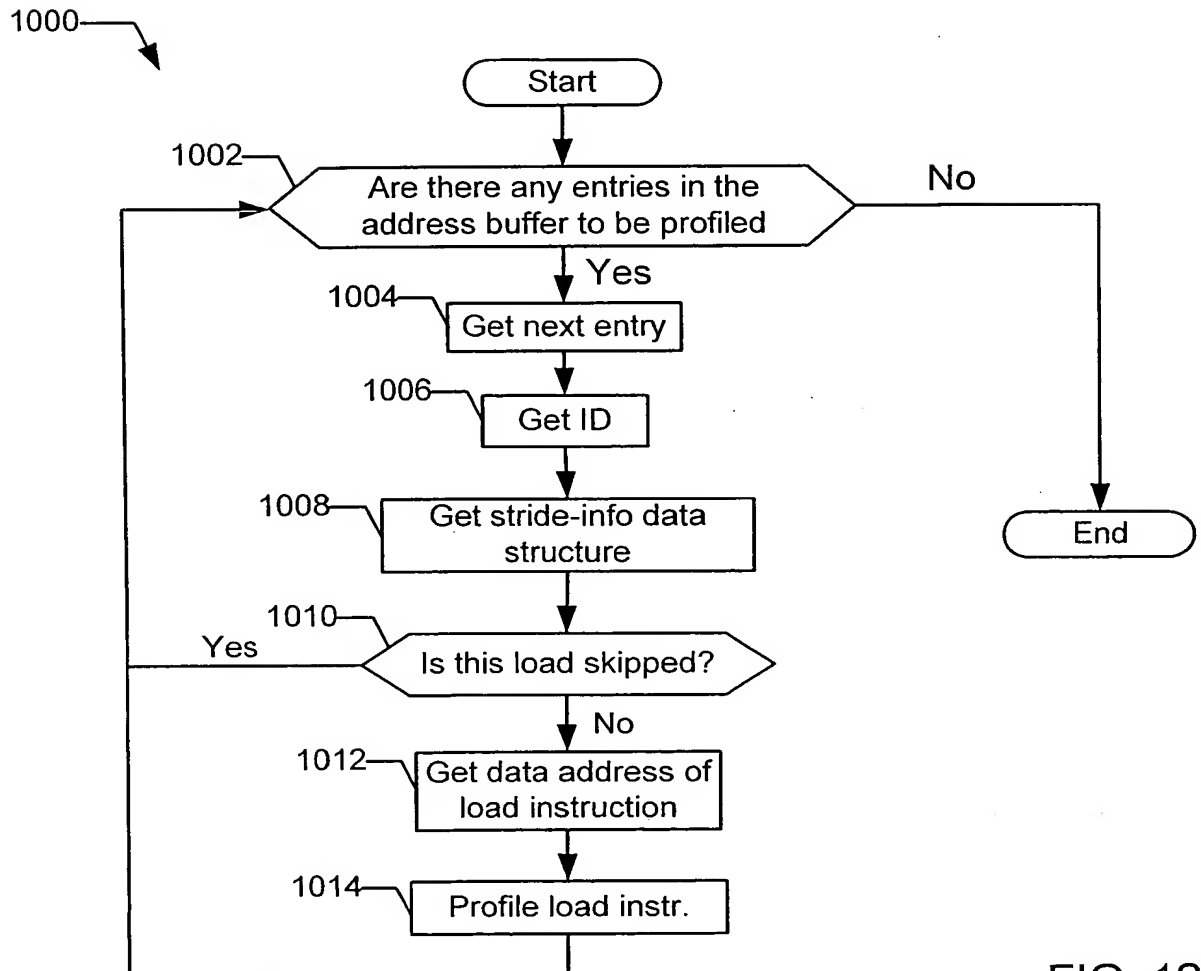 1000
Start
1002
Are there any entries in the
address buffer to be profiled
No
Yes
1004
Get next entry
1006
Get ID
1008
Get stride-info data
structure
End
1010
Yes
Is this load skipped?
No
1012
Get data address of
load instruction
1014
Profile load instr.
FIG.